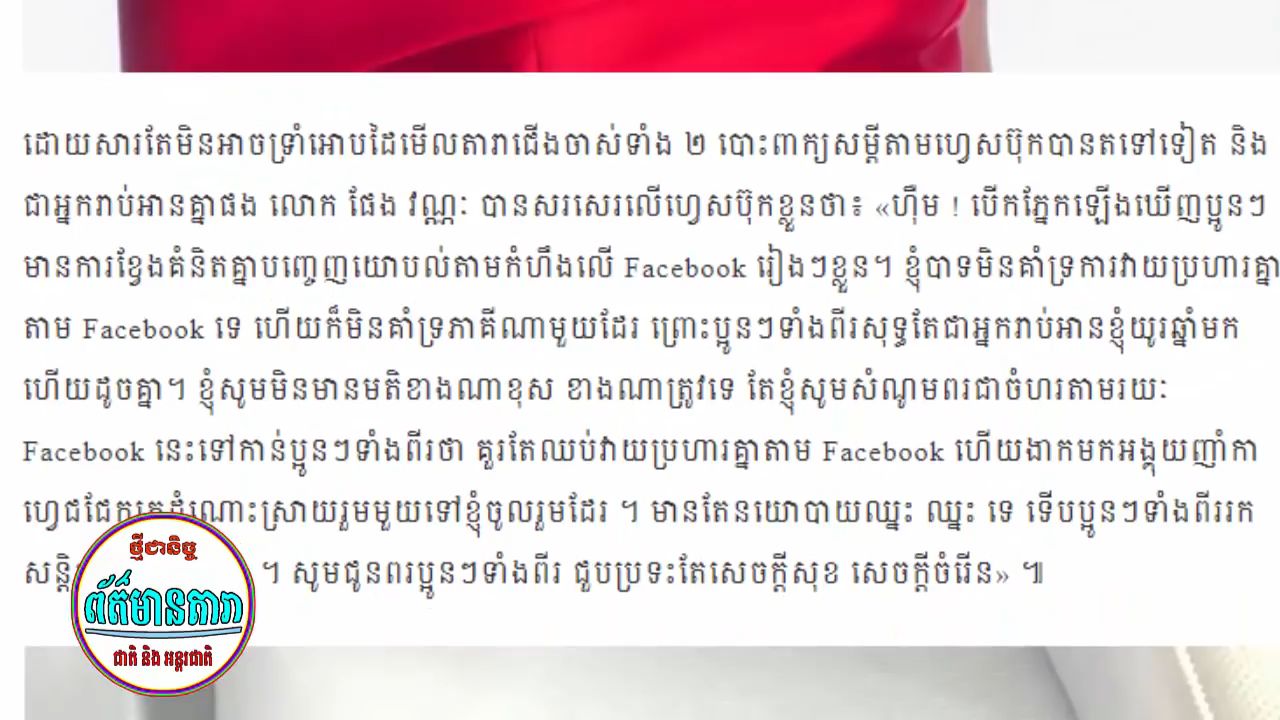 ដោយសារតែមិនអាចទ្រាំអោបដៃមើលតារាជើងចាស់ទាំង ២ បោះពាក្យសម្តីតាមហ្វេសប៊ុកបានតទៅទៀត និង
ជាអ្នករាប់អានគ្នាផង លោក ផែង វណ្ណៈ បានសរសេរលើហ្វេសប៊ុកខ្លួនថា៖ «ហ៊ឹម ! បើកភ្នែកឡើងឃើញប្អូនៗ
មានការខ្វែងគំនិតគ្នាបញ្ចេញយោបល់តាមកំហឹងលើ Facebook រៀងៗខ្លួន។ ខ្ញុំបាទមិនគាំទ្រការវាយប្រហារគ្នា
តាម Facebook ទេ ហើយក៏មិនគាំទ្រភាគីណាមួយដែរ ព្រោះប្អូនៗទាំងពីរសុទ្ធតែជាអ្នករាប់អានខ្ញុំយូរឆ្នាំមក
ហើយដូចគ្នា។ ខ្ញុំសូមមិនមានមតិខាងណាខុស ខាងណាត្រូវទេ តែខ្ញុំសូមសំណូមពរជាចំហរតាមរយៈ
Facebook នេះទៅកាន់ប្អូនៗទាំងពីរថា គួរតែឈប់វាយប្រហារគ្នាតាម Facebook ហើយងាកមកអង្គុយញ៉ាំកា
ហ្វេជជែករកដំណោះស្រាយរួមមួយទៅខ្ញុំចូលរួមដែរ ។ មានតែនយោបាយឈ្នះ ឈ្នះ ទេ ទើបប្អូនៗទាំងពីររក
។ សូមជូនពរប្អូនៗទាំងពីរ ជួបប្រទះតែសេចក្តីសុខ សេចក្តីចំរើន» ៕
ថ្មីជានិច្ច
ព័ត៌មានតារា
ជាតិ និង អន្តរជាតិ